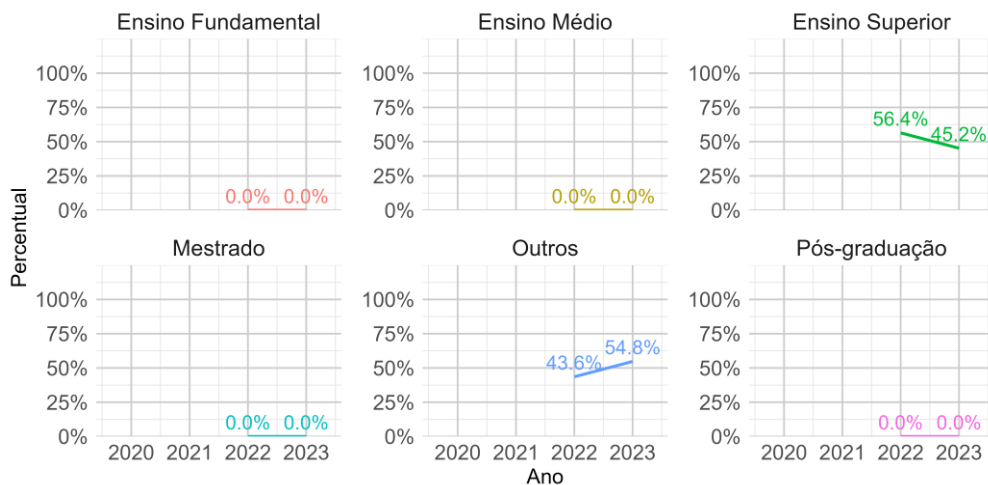 Ensino Fundamental Ensino Médio Ensino Superior
100% 100% 100%
75% 75% 75%
56.4% 45.2%
50% 50% 50%
25% 25% 25%
0.0% 0.0% 0.0% 0.0%
0% 0% 0%
Percentual
Mestrado Outros Pós-graduação
100% 100% 100%
75% 75% 75%
43.6% 54.8%
50% 50% 50%
25% 25% 25%
0.0% 0.0% 0.0% 0.0%
0% 0% 0%
2020 2021 2022 2023 2020 2021 2022 2023 2020 2021 2022 2023
Ano